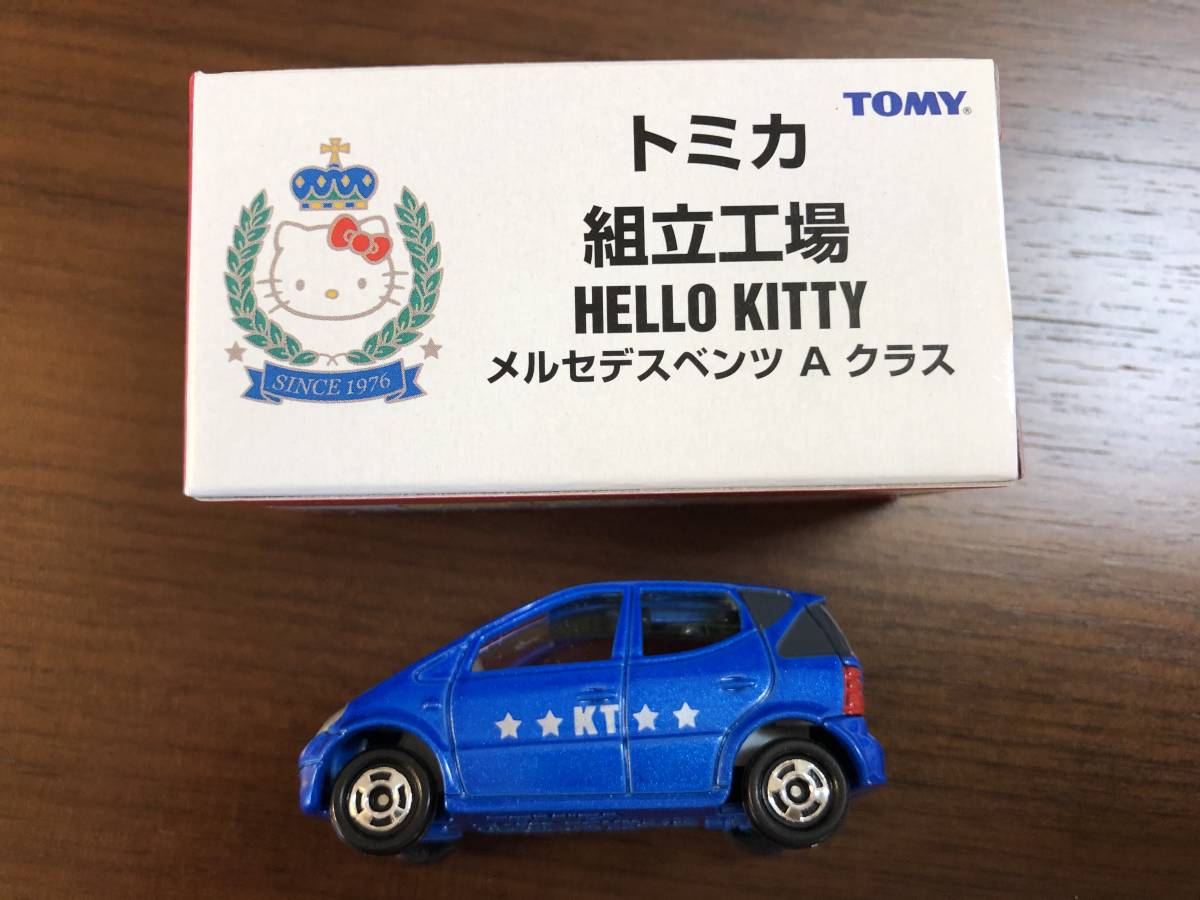 TOMY®
トミカ
組立工場
HELLO KITTY
メルセデスベンツ A クラス
SINCE 1976
★★KT★★